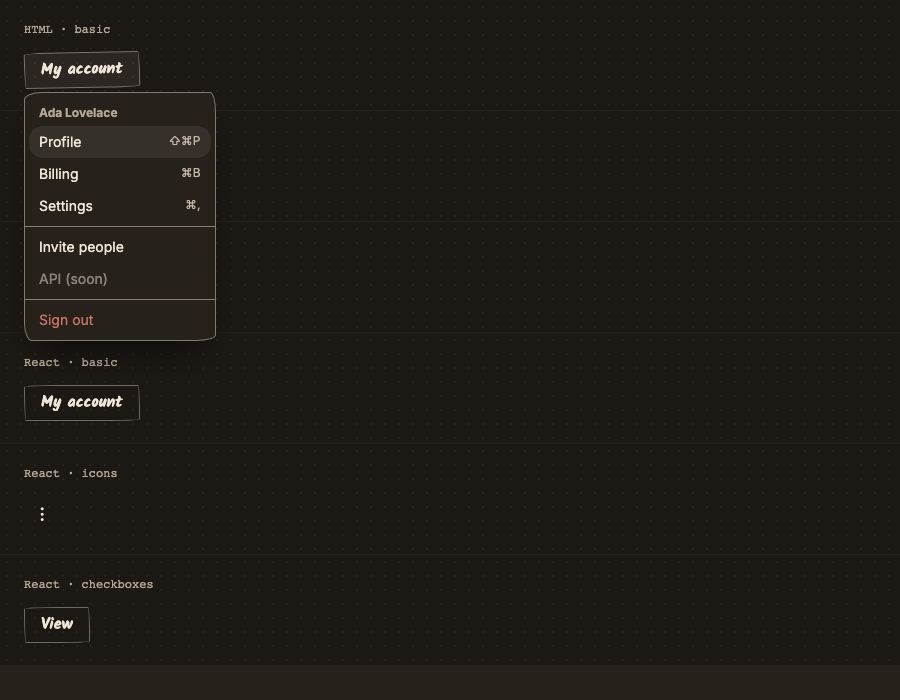 HTML · basic
My account
Ada Lovelace
Profile ⇧⌘P
Billing ⌘B
Settings ⌘,
Invite people
API (soon)
Sign out
React · basic
My account
React · icons
React · checkboxes
View